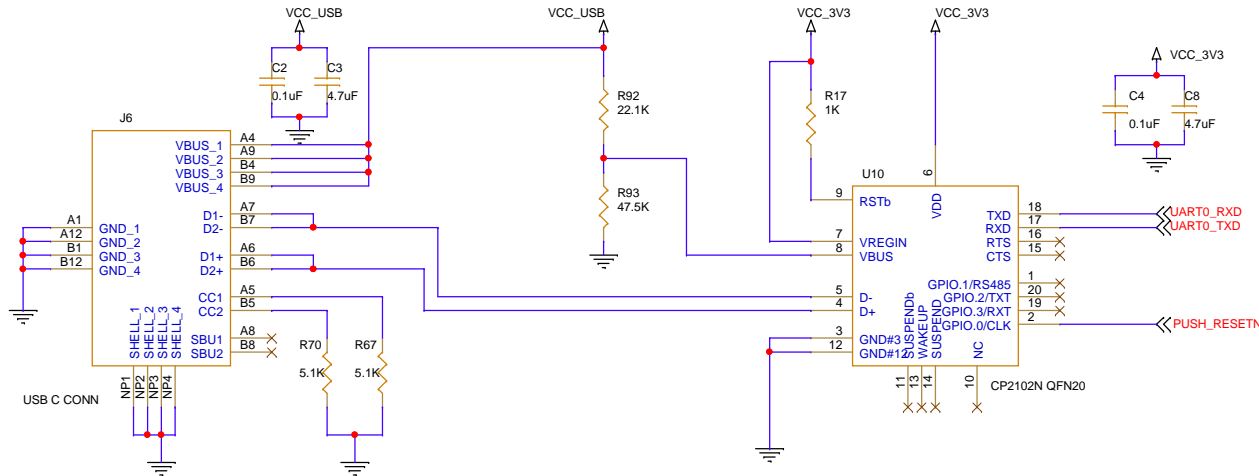 VCC_USB
VCC_USB
VCC_3V3
VCC_3V3
VCC_3V3
C2
0.1uF
C3
4.7uF
R92
22.1K
R17
1K
C4
0.1uF
C8
4.7uF
J6
VBUS_1
VBUS_2
VBUS_3
VBUS_4
A4
A9
B4
B9
D1-
D2-
A7
B7
D1+
D2+
A6
B6
CC1
CC2
A5
B5
SBU1
SBU2
A8
B8
A1
A12
B1
B12
GND_1
GND_2
GND_3
GND_4
SHELL_1
SHELL_2
SHELL_3
SHELL_4
NP1
NP2
NP3
NP4
USB C CONN
R93
47.5K
R70
5.1K
R67
5.1K
U10
6
VDD
9
RSTb
7
VREGIN
8
VBUS
5
D-
4
D+
3
GND#3
12
GND#12
SUSPENDb
WAKEUP
SUSPEND
NC
11
13
14
10
TXD
18
UART0_RXD
RXD
17
UART0_TXD
RTS
16
CTS
15
GPIO.1/RS485
1
GPIO.2/TXT
20
GPIO.3/RXT
19
GPIO.0/CLK
2
PUSH_RESETN
CP2102N QFN20